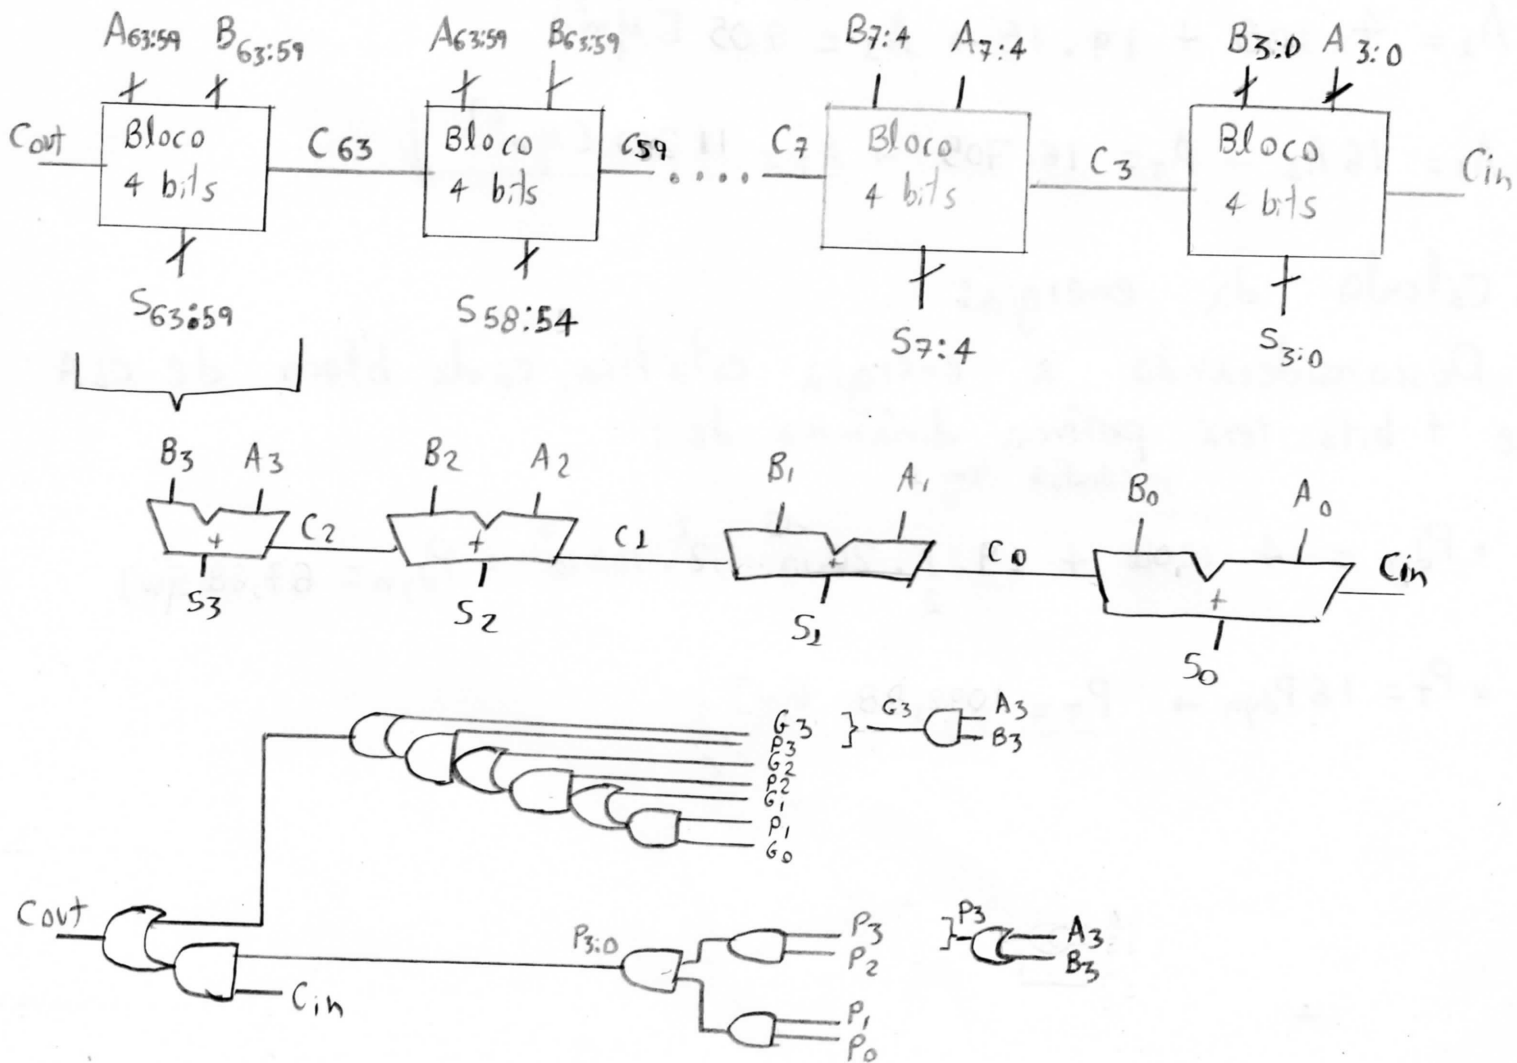 A63:59 B63:59 A63:59 B63:59 B7:4 A7:4 B3:0 A3:0
Cout Bloco 4 bits C63 Bloco 4 bits C59 .... C7 Bloco 4 bits C3 Bloco 4 bits Cin
S63:59 S58:54 S7:4 S3:0
B3 A3 B2 A2 B1 A1 B0 A0
+ C2 + C1 + C0 + Cin
S3 S2 S1 S0
G3 G3 A3
P3 B3
G2
P2
G1
P1
G0
Cout Cin
P3:0 P3 P3 A3
P2 B3
P1
P0